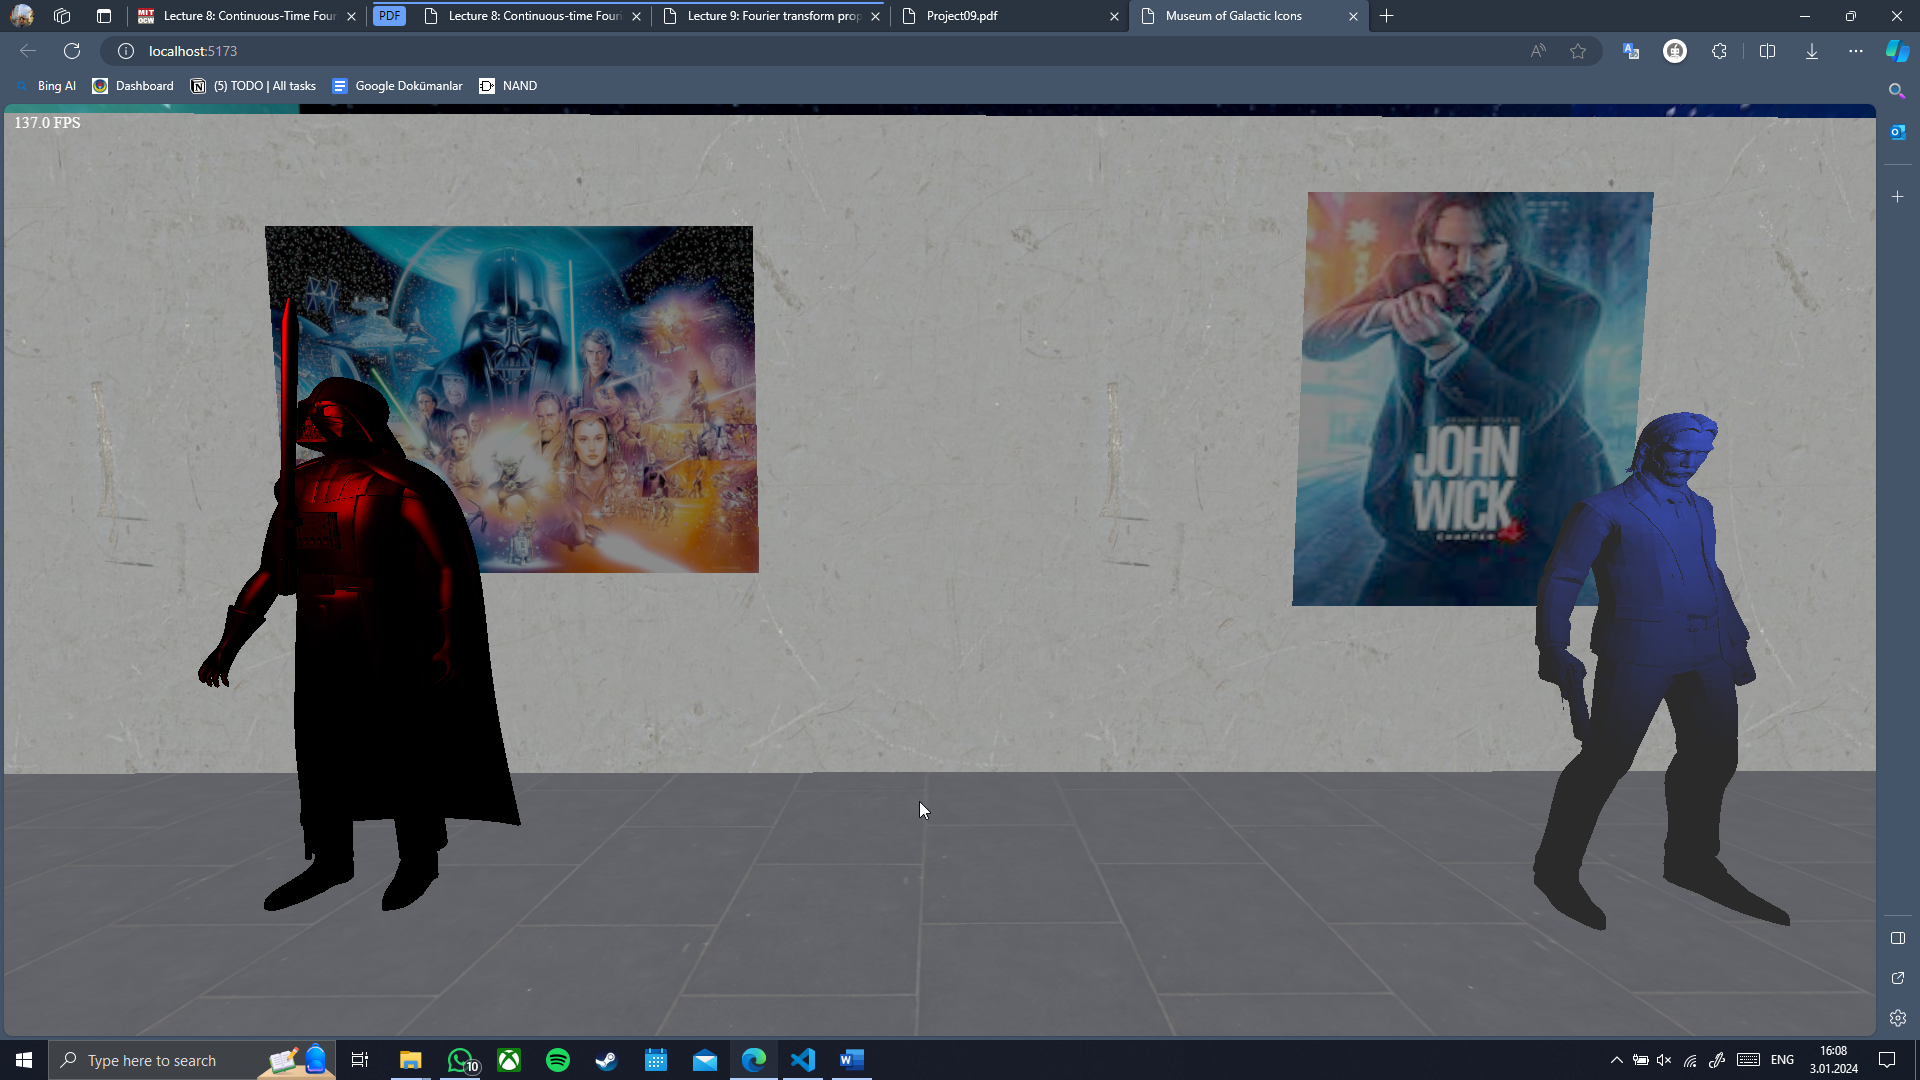 MIT OCW
Lecture 8: Continuous-Time Four
PDF
Lecture 8: Continuous-time Fouri
Lecture 9: Fourier transform prop
Project09.pdf
Museum of Galactic Icons
localhost:5173
Bing AI
Dashboard
(5) TODO | All tasks
Google Dokümanlar
NAND
137.0 FPS
JOHN
WICK
Type here to search
10
ENG
16:08
3.01.2024